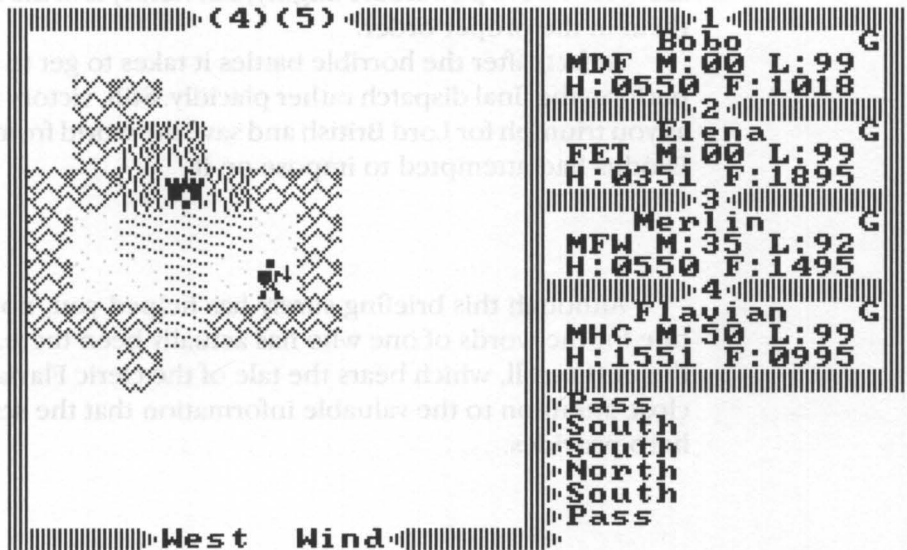 (4)(5)
West Wind
1
Bobo G
MDF M:00 L:99
H:0550 F:1018
2
Elena G
FET M:00 L:99
H:0351 F:1895
3
Merlin G
MFW M:35 L:92
H:0550 F:1495
4
Flavian G
MHC M:50 L:99
H:1551 F:0995
Pass
South
South
North
South
Pass